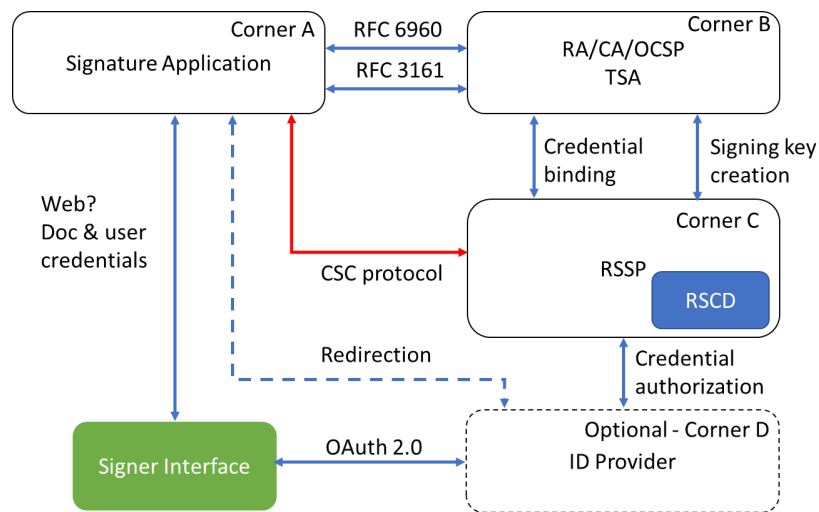 Corner A
Signature Application
RFC 6960
RFC 3161
Corner B
RA/CA/OCSP
TSA
Credential
binding
Signing key
creation
Web?
Doc & user
credentials
CSC protocol
Corner C
RSSP
RSCD
Redirection
Credential
authorization
Signer Interface
OAuth 2.0
Optional - Corner D
ID Provider